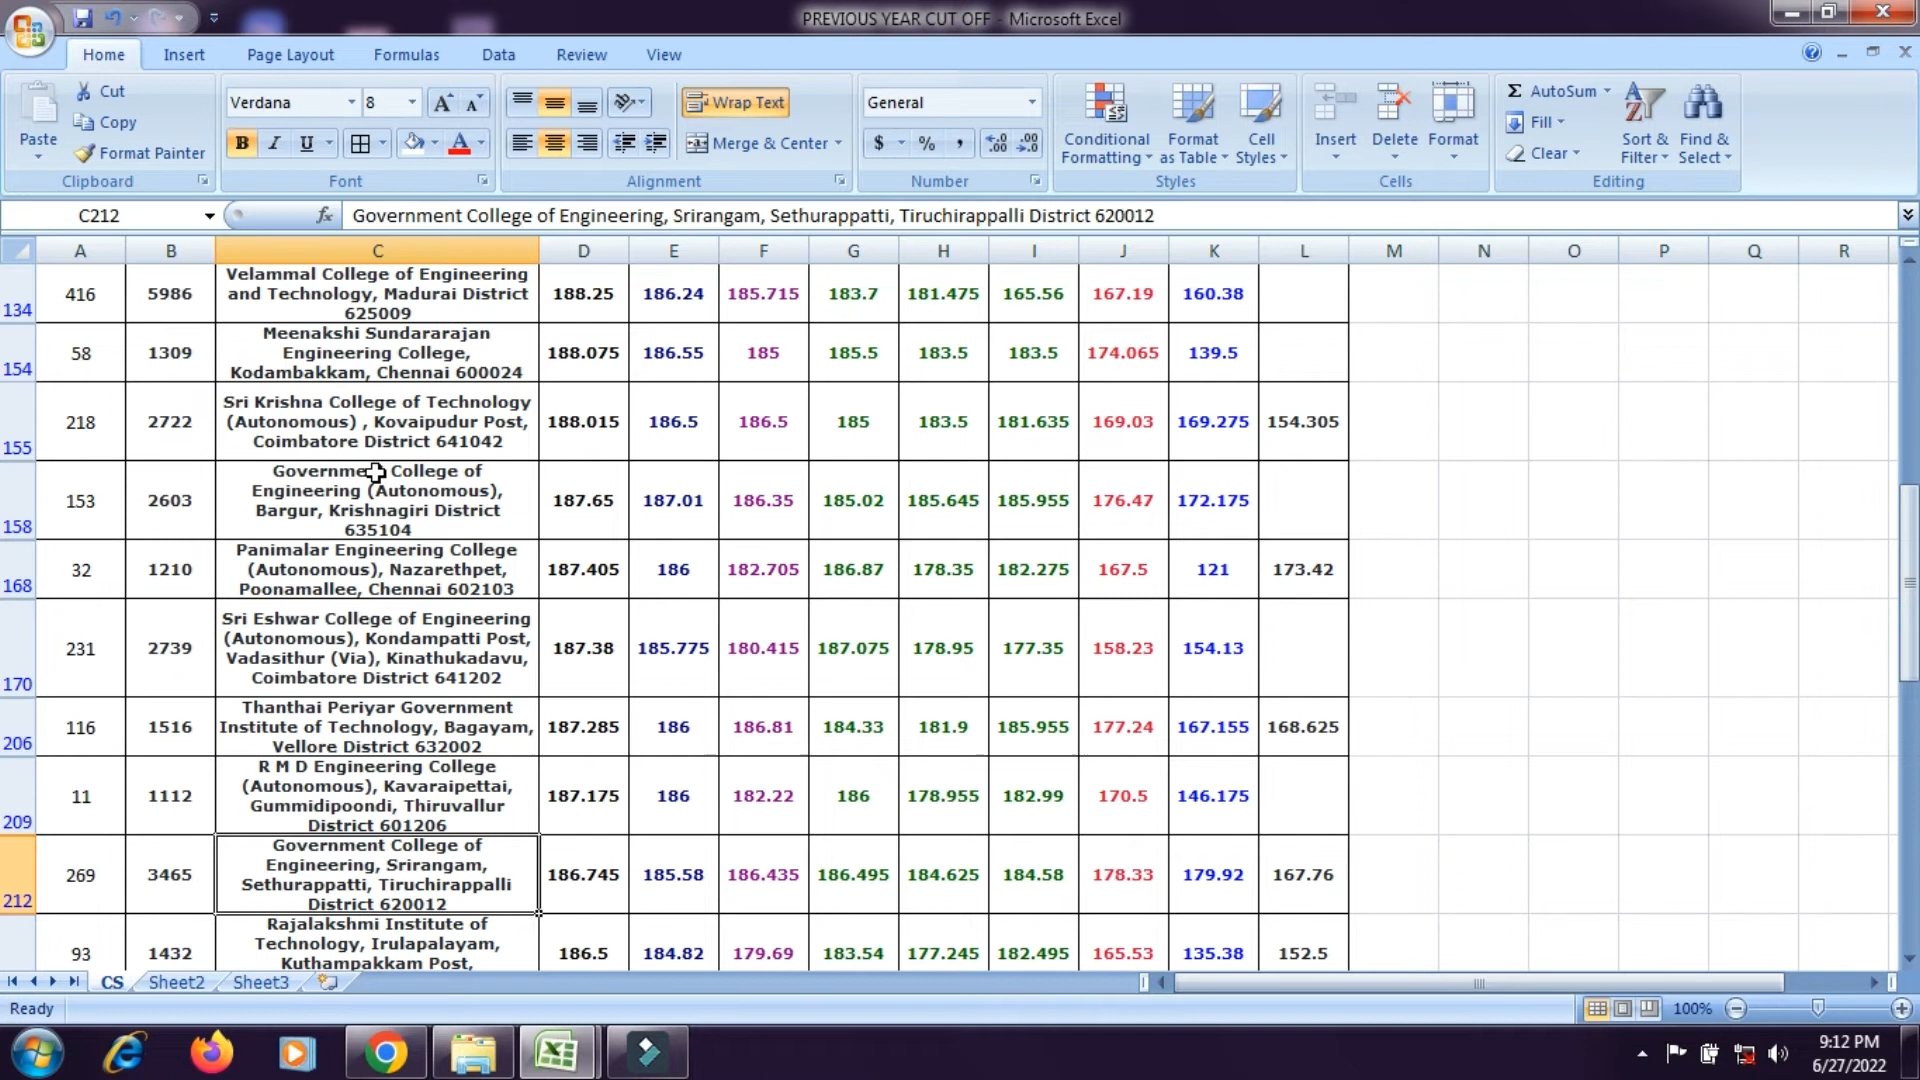 PREVIOUS YEAR CUT OFF - Microsoft Excel
Home Insert Page Layout Formulas Data Review View
Paste
Cut
Copy
Format Painter
Clipboard
Verdana 8
B I U
Font
Wrap Text
Merge & Center
Alignment
General
$ % ,
Number
Conditional Formatting
Format as Table
Cell Styles
Styles
Insert Delete Format
Cells
AutoSum
Fill
Clear
Sort & Filter
Find & Select
Editing
C212 fx Government College of Engineering, Srirangam, Sethurappatti, Tiruchirappalli District 620012
A B C D E F G H I J K L M N O P Q R
134 416 5986 Velammal College of Engineering and Technology, Madurai District 625009 188.25 186.24 185.715 183.7 181.475 165.56 167.19 160.38
154 58 1309 Meenakshi Sundararajan Engineering College, Kodambakkam, Chennai 600024 188.075 186.55 185 185.5 183.5 183.5 174.065 139.5
155 218 2722 Sri Krishna College of Technology (Autonomous) , Kovaipudur Post, Coimbatore District 641042 188.015 186.5 186.5 185 183.5 181.635 169.03 169.275 154.305
158 153 2603 Government College of Engineering (Autonomous), Bargur, Krishnagiri District 635104 187.65 187.01 186.35 185.02 185.645 185.955 176.47 172.175
168 32 1210 Panimalar Engineering College (Autonomous), Nazarethpet, Poonamallee, Chennai 602103 187.405 186 182.705 186.87 178.35 182.275 167.5 121 173.42
170 231 2739 Sri Eshwar College of Engineering (Autonomous), Kondampatti Post, Vadasithur (Via), Kinathukadavu, Coimbatore District 641202 187.38 185.775 180.415 187.075 178.95 177.35 158.23 154.13
206 116 1516 Thanthai Periyar Government Institute of Technology, Bagayam, Vellore District 632002 187.285 186 186.81 184.33 181.9 185.955 177.24 167.155 168.625
209 11 1112 R M D Engineering College (Autonomous), Kavaraipettai, Gummidipoondi, Thiruvallur District 601206 187.175 186 182.22 186 178.955 182.99 170.5 146.175
212 269 3465 Government College of Engineering, Srirangam, Sethurappatti, Tiruchirappalli District 620012 186.745 185.58 186.435 186.495 184.625 184.58 178.33 179.92 167.76
93 1432 Rajalakshmi Institute of Technology, Irulapalayam, Kuthampakkam Post, 186.5 184.82 179.69 183.54 177.245 182.495 165.53 135.38 152.5
CS Sheet2 Sheet3
Ready 100%
9:12 PM
6/27/2022